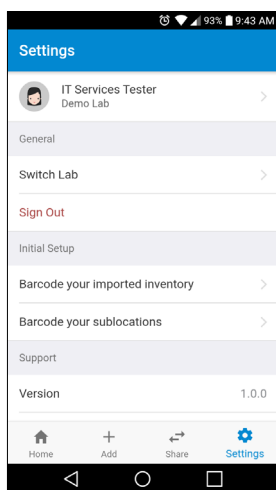 93% 9:43 AM
Settings
IT Services Tester
Demo Lab
General
Switch Lab
Sign Out
Initial Setup
Barcode your imported inventory
Barcode your sublocations
Support
Version 1.0.0
Home Add Share Settings